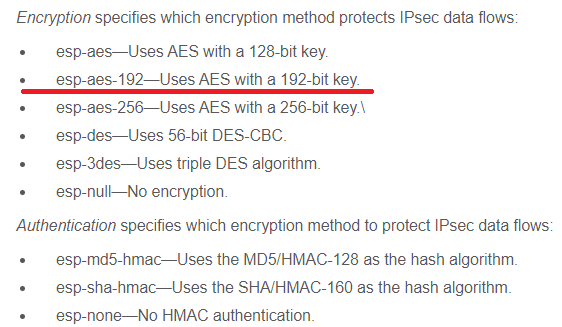 Encryption specifies which encryption method protects IPsec data flows:
• esp-aes—Uses AES with a 128-bit key.
• esp-aes-192—Uses AES with a 192-bit key.
• esp-aes-256—Uses AES with a 256-bit key.\
• esp-des—Uses 56-bit DES-CBC.
• esp-3des—Uses triple DES algorithm.
• esp-null—No encryption.
Authentication specifies which encryption method to protect IPsec data flows:
• esp-md5-hmac—Uses the MD5/HMAC-128 as the hash algorithm.
• esp-sha-hmac—Uses the SHA/HMAC-160 as the hash algorithm.
• esp-none—No HMAC authentication.